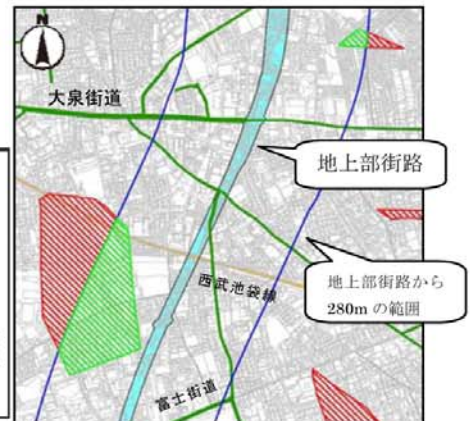 N
大泉街道
地上部街路
地上部街路から
280m の範囲
西武池袋線
富士街道